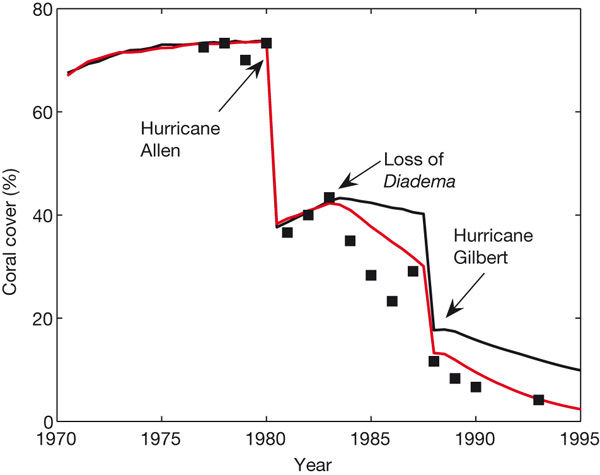 80
60
40
20
0
Coral cover (%)
Hurricane
Allen
Loss of
Diadema
Hurricane
Gilbert
1970
1975
1980
1985
1990
1995
Year